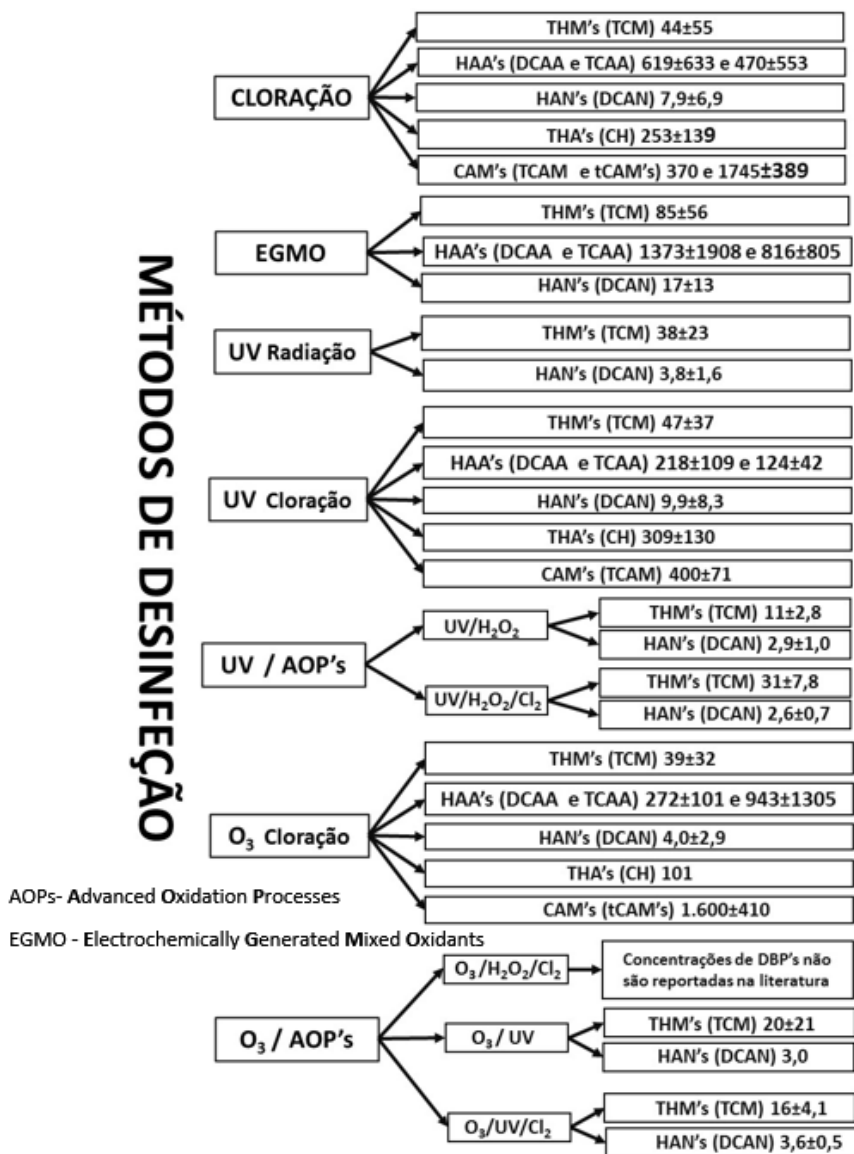 MÉTODOS DE DESINFEÇÃO
CLORAÇÃO
THM's (TCM) 44±55
HAA's (DCAA e TCAA) 619±633 e 470±553
HAN's (DCAN) 7,9±6,9
THA's (CH) 253±139
CAM's (TCAM e tCAM's) 370 e 1745±389
EGMO
THM's (TCM) 85±56
HAA's (DCAA e TCAA) 1373±1908 e 816±805
HAN's (DCAN) 17±13
UV Radiação
THM's (TCM) 38±23
HAN's (DCAN) 3,8±1,6
UV Cloração
THM's (TCM) 47±37
HAA's (DCAA e TCAA) 218±109 e 124±42
HAN's (DCAN) 9,9±8,3
THA's (CH) 309±130
CAM's (TCAM) 400±71
UV / AOP's
UV/H₂O₂
THM's (TCM) 11±2,8
HAN's (DCAN) 2,9±1,0
UV/H₂O₂/Cl₂
THM's (TCM) 31±7,8
HAN's (DCAN) 2,6±0,7
O₃ Cloração
THM's (TCM) 39±32
HAA's (DCAA e TCAA) 272±101 e 943±1305
HAN's (DCAN) 4,0±2,9
THA's (CH) 101
CAM's (tCAM's) 1.600±410
AOPs- Advanced Oxidation Processes
EGMO - Electrochemically Generated Mixed Oxidants
O₃ / AOP's
O₃/H₂O₂/Cl₂
Concentrações de DBP's não
são reportadas na literatura
O₃/ UV
THM's (TCM) 20±21
HAN's (DCAN) 3,0
O₃/UV/Cl₂
THM's (TCM) 16±4,1
HAN's (DCAN) 3,6±0,5